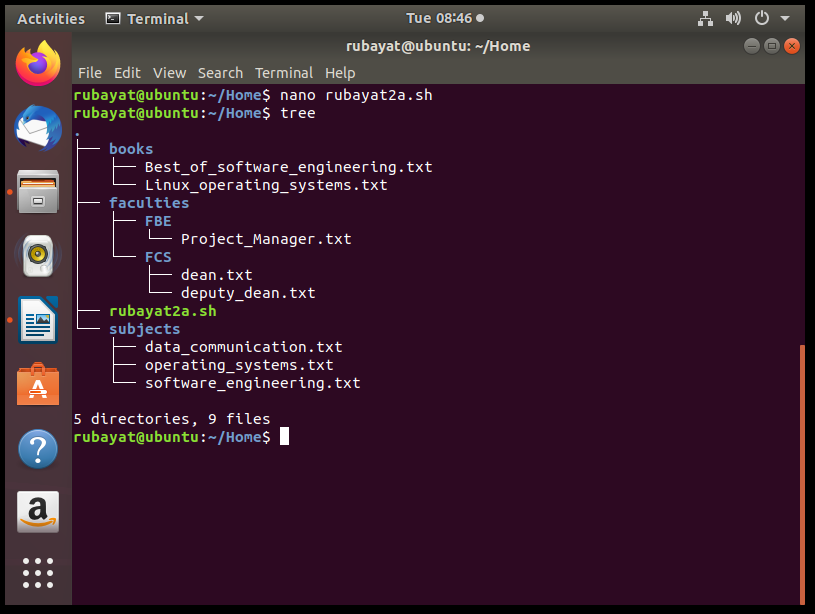 Activities Terminal Tue 08:46
rubayat@ubuntu: ~/Home
File Edit View Search Terminal Help
rubayat@ubuntu:~/Home$ nano rubayat2a.sh
rubayat@ubuntu:~/Home$ tree
.
├── books
│   ├── Best_of_software_engineering.txt
│   └── Linux_operating_systems.txt
├── faculties
│   ├── FBE
│   │   └── Project_Manager.txt
│   └── FCS
│       ├── dean.txt
│       └── deputy_dean.txt
├── rubayat2a.sh
└── subjects
    ├── data_communication.txt
    ├── operating_systems.txt
    └── software_engineering.txt
5 directories, 9 files
rubayat@ubuntu:~/Home$